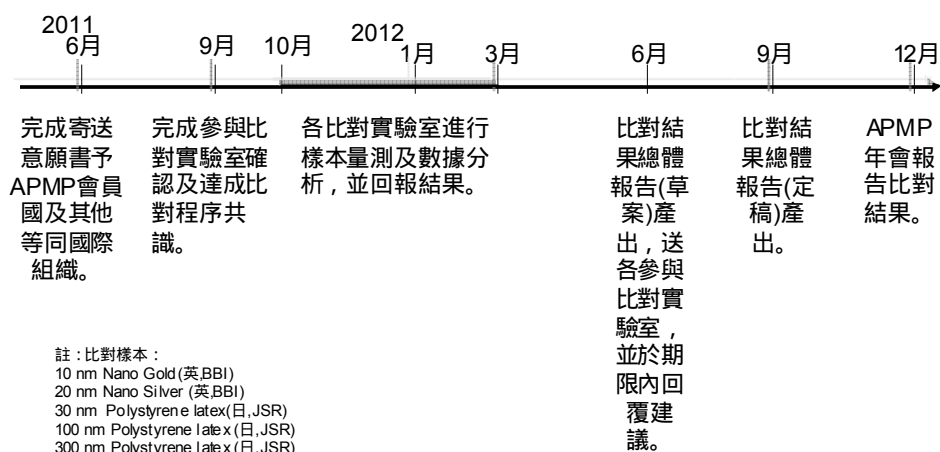 2011
2012
6月
9月
10月
1月
3月
6月
9月
12月
完成寄送
意願書予
APMP會員
國及其他
等同國際
組織。
完成參與比
對實驗室確
認及達成比
對程序共
識。
各比對實驗室進行
樣本量測及數據分
析，並回報結果。
比對結
果總體
報告(草
案)產
出，送
各參與
比對實
驗室，
並於期
限內回
覆建
議。
比對結
果總體
報告(定
稿)產
出。
APMP
年會報
告比對
結果。
註：比對樣本：
10 nm Nano Gold(英,BBI)
20 nm Nano Silver (英,BBI)
30 nm Polystyrene latex(日,JSR)
100 nm Polystyrene latex(日,JSR)
300 nm Polystyrene latex(日,JSR)